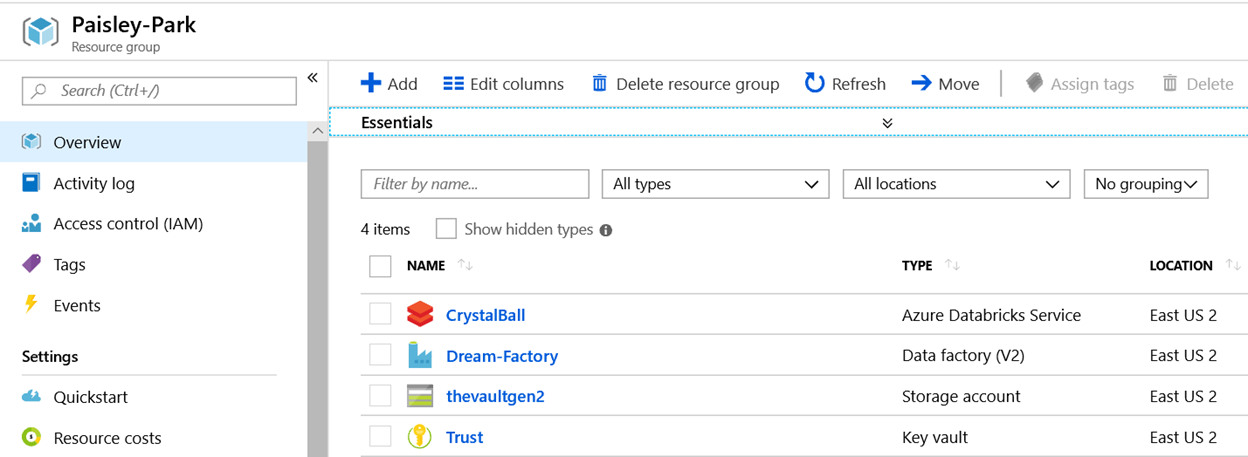 Paisley-Park
Resource group
Search (Ctrl+/)
Overview
Activity log
Access control (IAM)
Tags
Events
Settings
Quickstart
Resource costs
Add Edit columns Delete resource group Refresh Move Assign tags Delete
Essentials
Filter by name... All types All locations No grouping
4 items Show hidden types
NAME TYPE LOCATION
CrystalBall Azure Databricks Service East US 2
Dream-Factory Data factory (V2) East US 2
thevaultgen2 Storage account East US 2
Trust Key vault East US 2